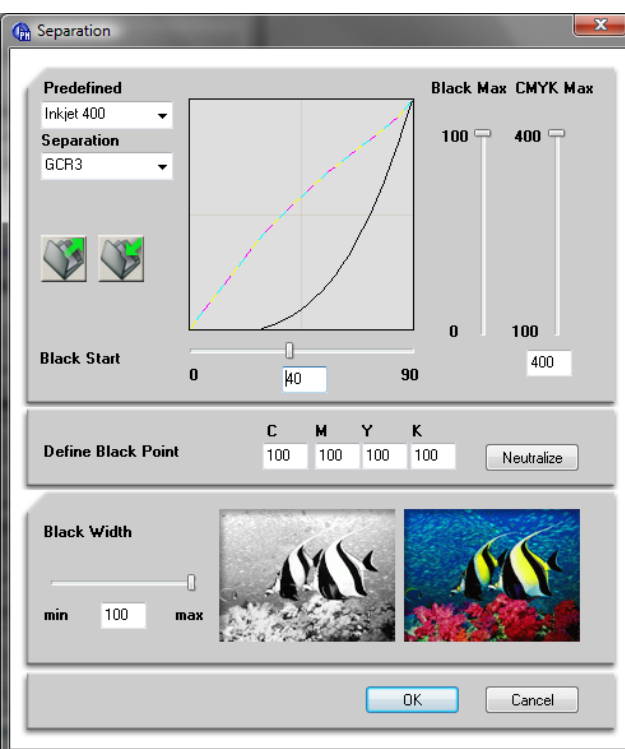 Separation
Predefined
Inkjet 400
Separation
GCR3
Black Max CMYK Max
100 400
0 100
400
Black Start
0 40 90
C M Y K
Define Black Point 100 100 100 100 Neutralize
Black Width
min 100 max
OK Cancel